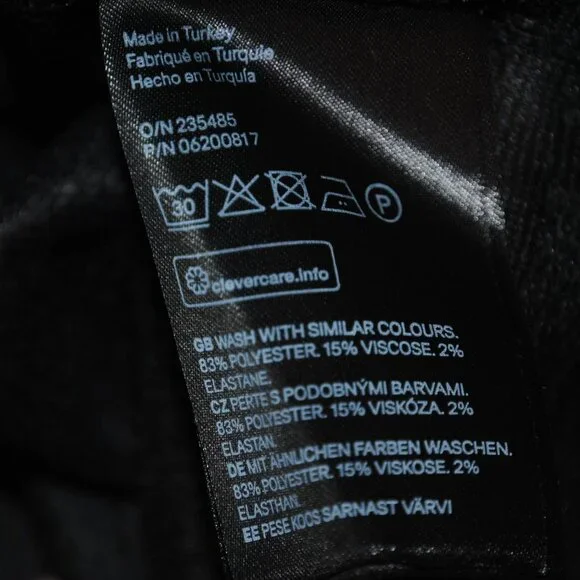 Made in Turkey
Fabriqué en Turquie
Hecho en Turquía
O/N 235485
P/N 06200817
30 P
clevercare.info
GB WASH WITH SIMILAR COLOURS.
83% POLYESTER. 15% VISCOSE. 2%
ELASTANE.
CZ PERTE S PODOBNÝMI BARVAMI.
83% POLYESTER. 15% VISKÓZA. 2%
ELASTAN.
DE MIT ÄHNLICHEN FARBEN WASCHEN.
83% POLYESTER. 15% VISKOSE. 2%
ELASTHAN.
EE PESE KOOS SARNAST VÄRVI